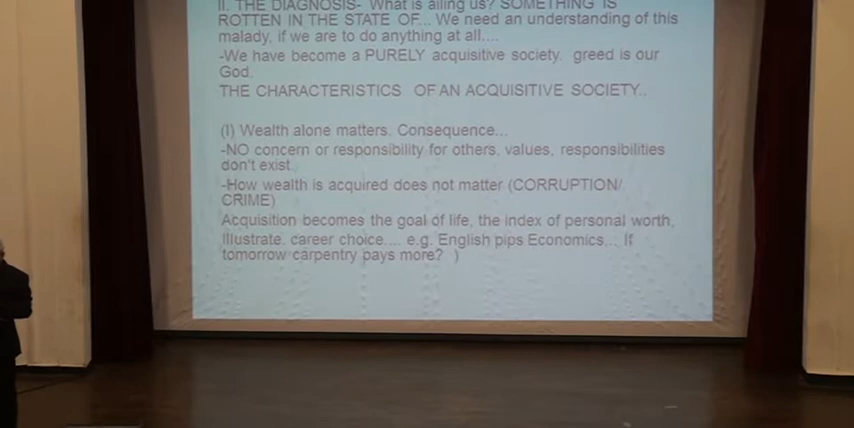 II. THE DIAGNOSIS- What is ailing us? SOMETHING IS
ROTTEN IN THE STATE OF... We need an understanding of this
malady, if we are to do anything at all....
-We have become a PURELY acquisitive society. greed is our
God.
THE CHARACTERISTICS OF AN ACQUISITIVE SOCIETY..
(I) Wealth alone matters. Consequence...
-NO concern or responsibility for others. values, responsibilities
don't exist.
-How wealth is acquired does not matter (CORRUPTION/
CRIME)
Acquisition becomes the goal of life, the index of personal worth.
Illustrate. career choice.... e.g. English pips Economics... If
tomorrow carpentry pays more? )